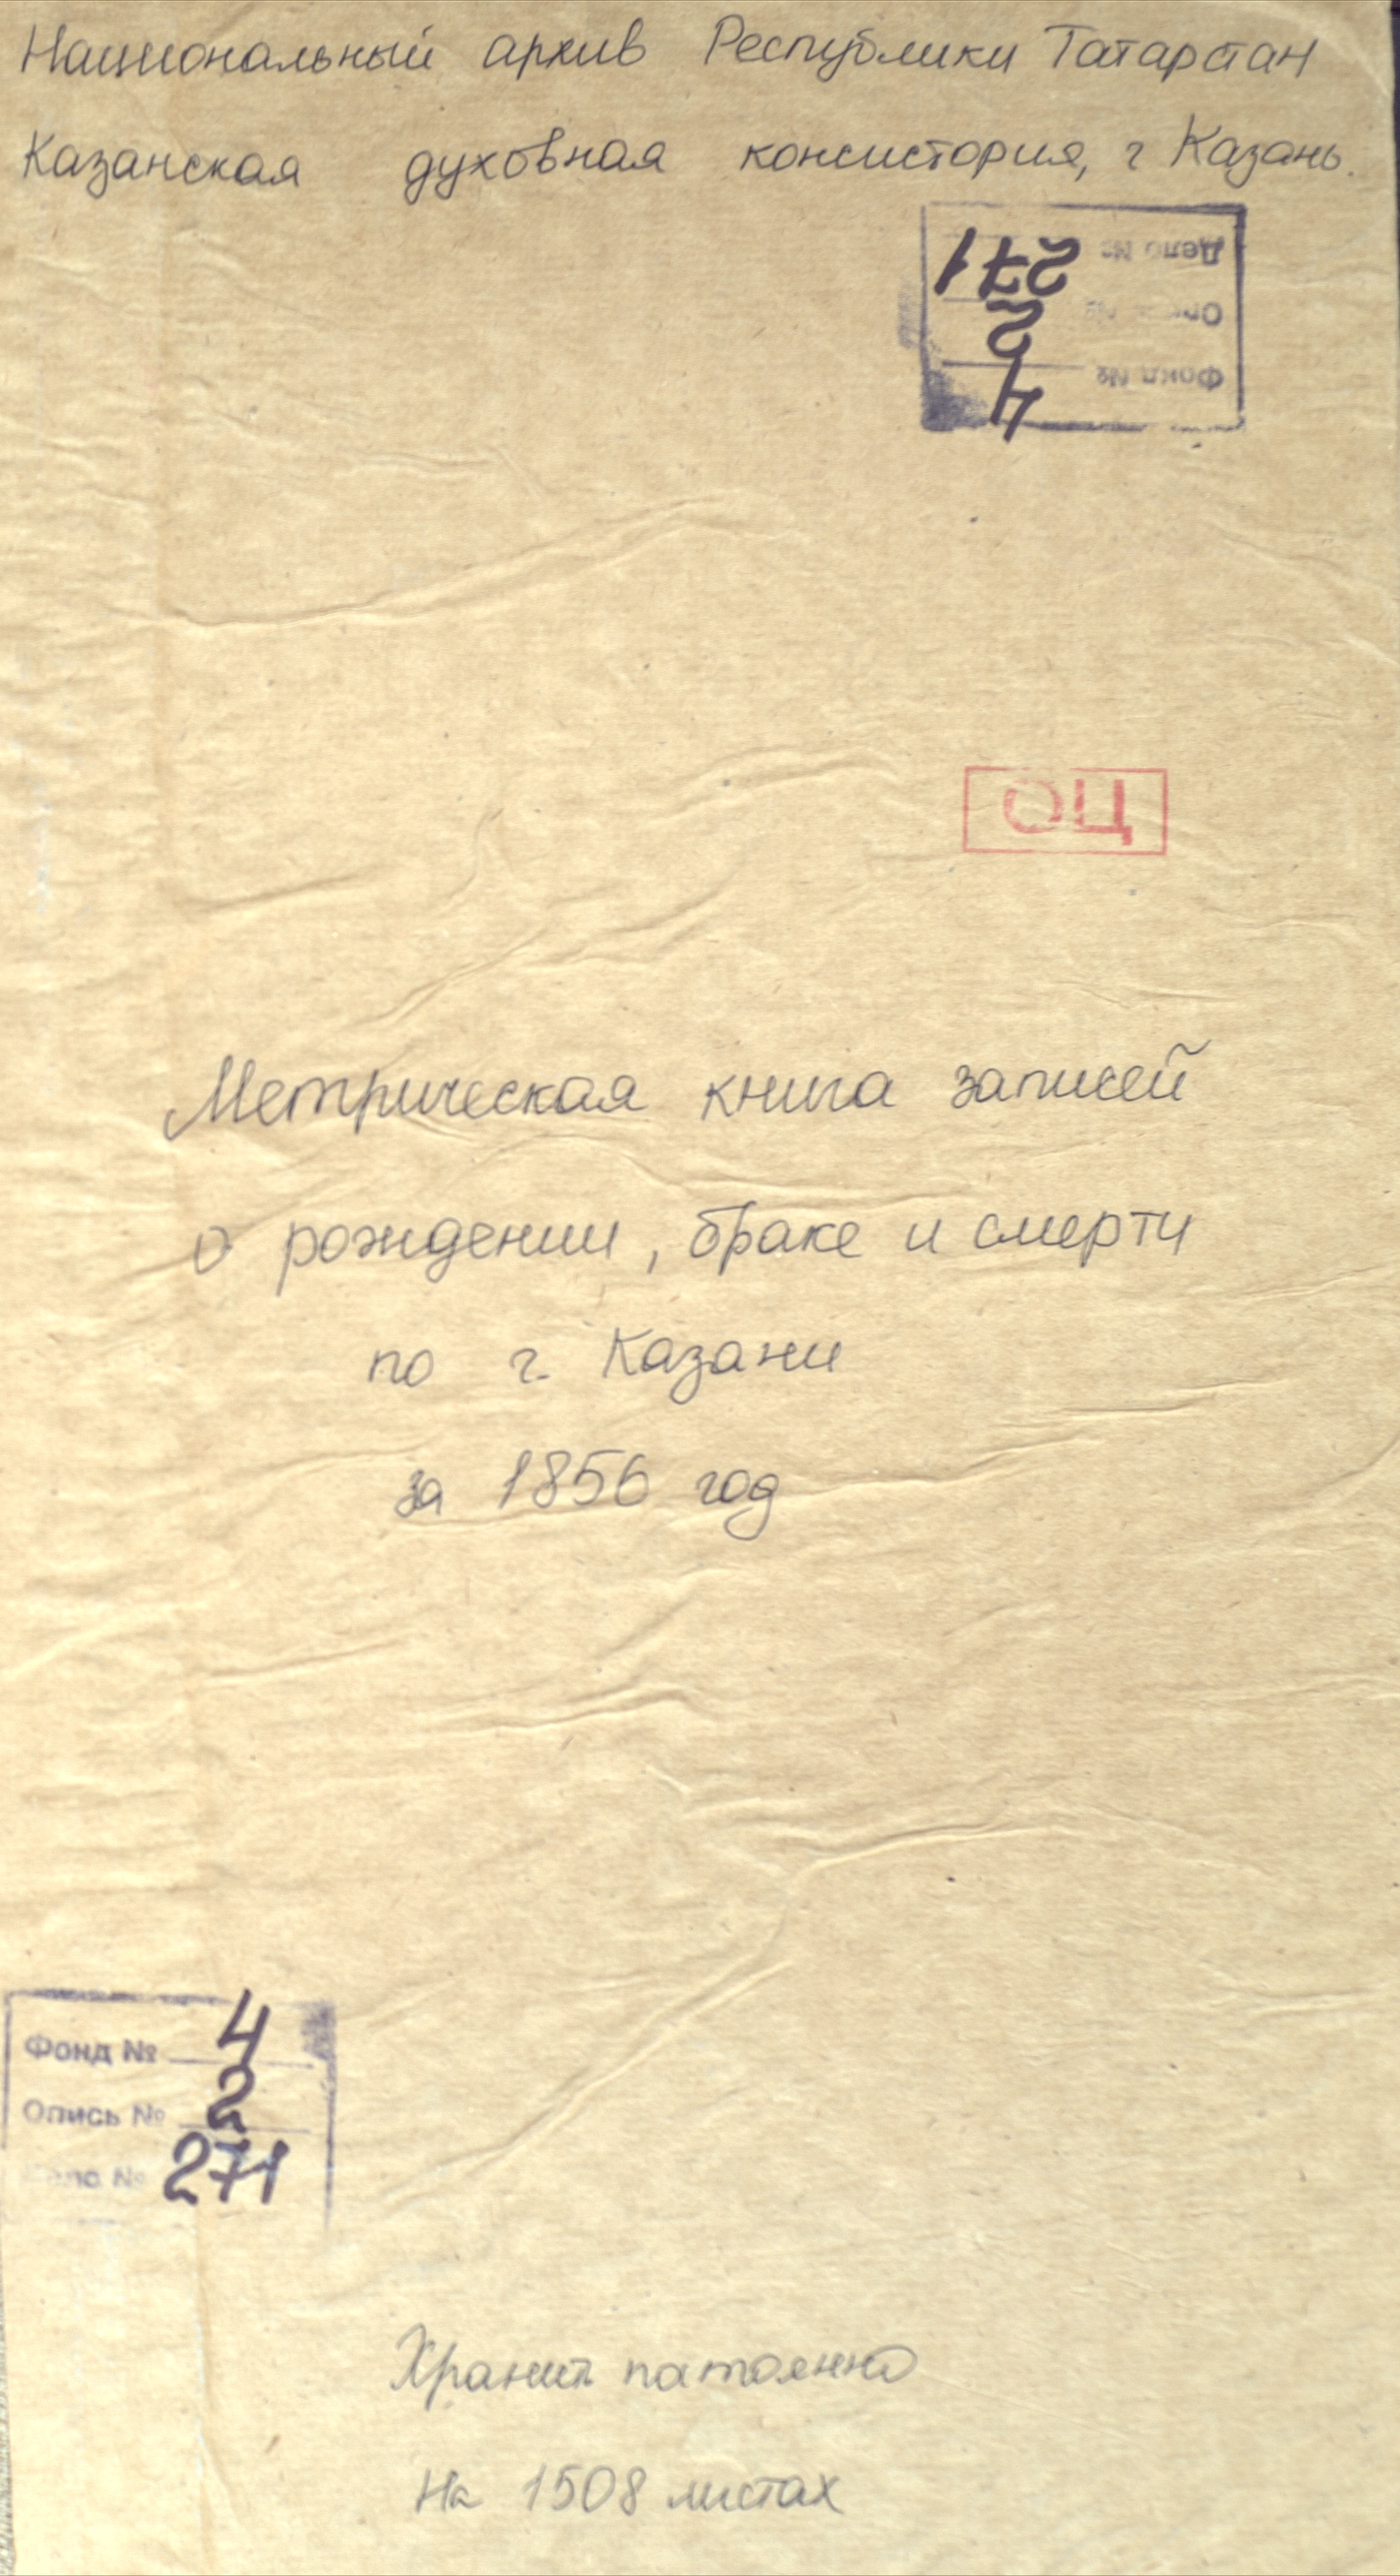 Национальный архив Республики Татарстан
Казанская духовная консистория, г Казань.
Фонд № 4
Опись № 2
Дело № 271
ОЦ
Метрическая книга записей
о рождении, браке и смерти
по г. Казани
за 1856 год
Фонд № 4
Опись № 2
Дело № 271
Хранить
На 1508 листах